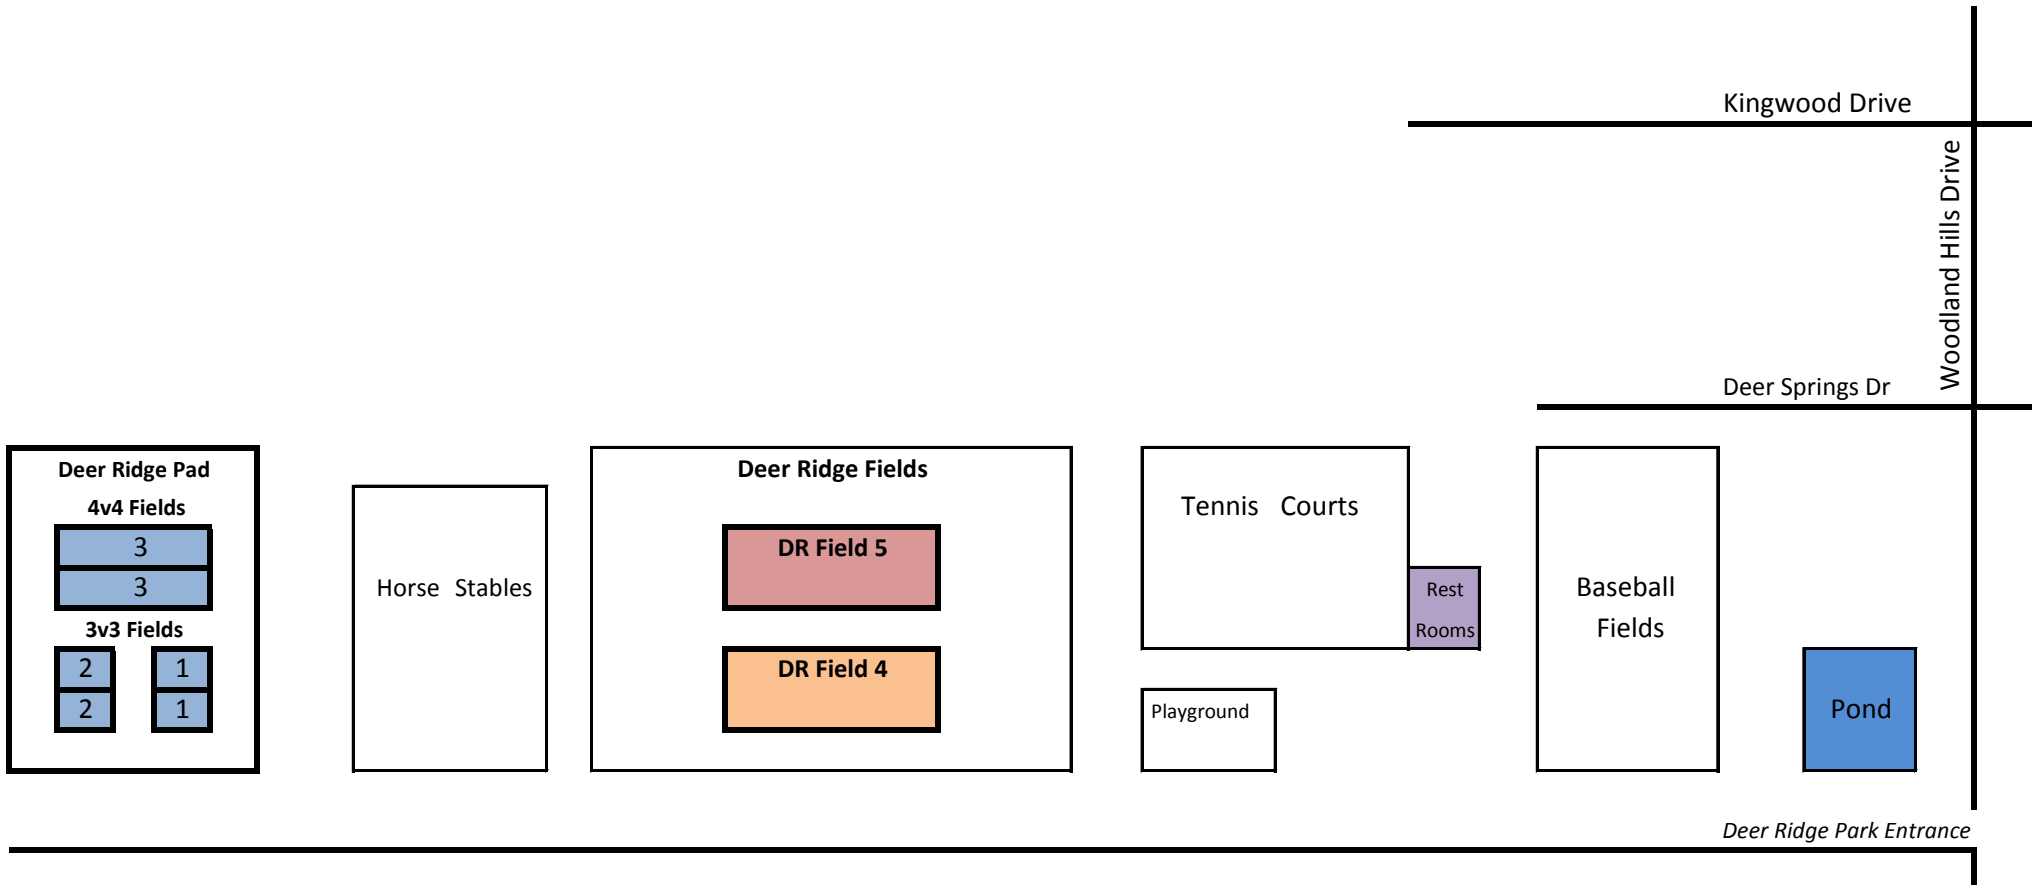 Kingwood Drive
Woodland Hills Drive
Deer Springs Dr
Deer Ridge Pad
4v4 Fields
3
3
3v3 Fields
2 1
2 1
Horse Stables
Deer Ridge Fields
DR Field 5
DR Field 4
Tennis Courts
Rest
Rooms
Playground
Baseball
Fields
Pond
Deer Ridge Park Entrance